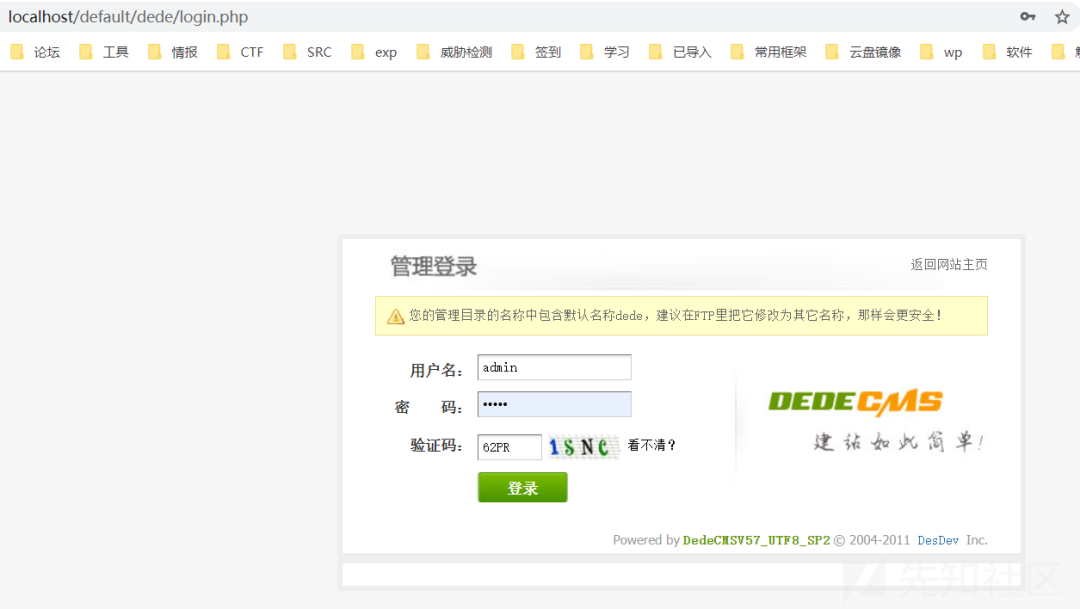 localhost/default/dede/login.php
论坛 工具 情报 CTF SRC exp 威胁检测 签到 学习 已导入 常用框架 云盘镜像 wp 软件
管理登录 返回网站主页
您的管理目录的名称中包含默认名称dede，建议在FTP里把它修改为其它名称，那样会更安全！
用户名： admin
密 码： •••••
验证码： 62PR 1SNC 看不清？
登录
DEDECMS
建站如此简单！
Powered by DedeCMSV57_UTF8_SP2 © 2004-2011 DesDev Inc.
先知社区